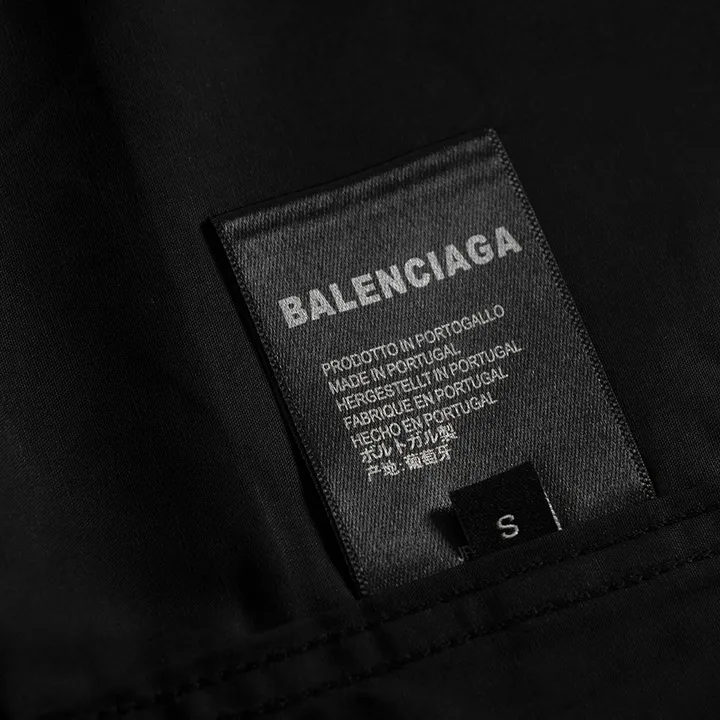 BALENCIAGA
PRODOTTO IN PORTOGALLO
MADE IN PORTUGAL
HERGESTELLT IN PORTUGAL
FABRIQUE EN PORTUGAL
HECHO EN PORTUGAL
ポルトガル製
产地:葡萄牙
S